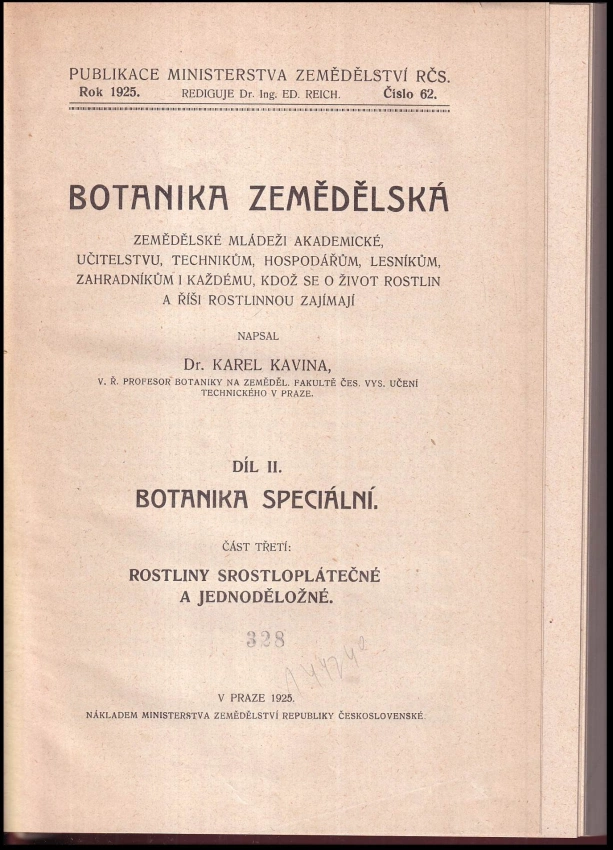 PUBLIKACE MINISTERSTVA ZEMĚDĚLSTVÍ RČS.
Rok 1925. REDIGUJE Dr. Ing. ED. REICH. Číslo 62.
BOTANIKA ZEMĚDĚLSKÁ
ZEMĚDĚLSKÉ MLÁDEŽI AKADEMICKÉ,
UČITELSTVU, TECHNIKŮM, HOSPODÁŘŮM, LESNÍKŮM,
ZAHRADNÍKŮM I KAŽDÉMU, KDOŽ SE O ŽIVOT ROSTLIN
A ŘÍŠI ROSTLINNOU ZAJÍMAJÍ
NAPSAL
Dr. KAREL KAVINA,
V. Ř. PROFESOR BOTANIKY NA ZEMĚDĚL. FAKULTĚ ČES. VYS. UČENÍ
TECHNICKÉHO V PRAZE.
DÍL II.
BOTANIKA SPECIÁLNÍ.
ČÁST TŘETÍ:
ROSTLINY SROSTLOPLÁTEČNÉ
A JEDNODĚLOŽNÉ.
328
V PRAZE 1925.
NÁKLADEM MINISTERSTVA ZEMĚDĚLSTVÍ REPUBLIKY ČESKOSLOVENSKÉ.